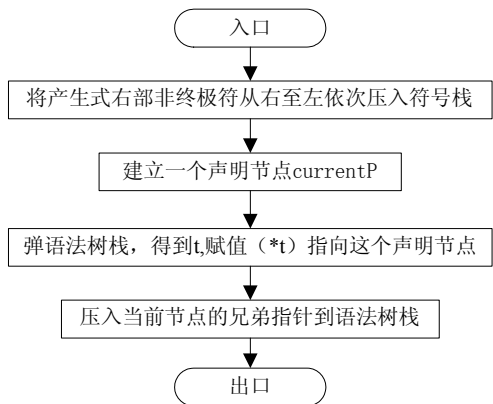 入口
将产生式右部非终极符从右至左依次压入符号栈
建立一个声明节点currentP
弹语法树栈，得到t,赋值（*t）指向这个声明节点
压入当前节点的兄弟指针到语法树栈
出口